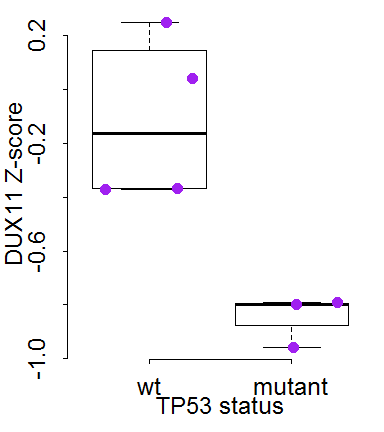 DUX11 Z-score
0.2
-0.2
-0.6
-1.0
wt mutant
TP53 status